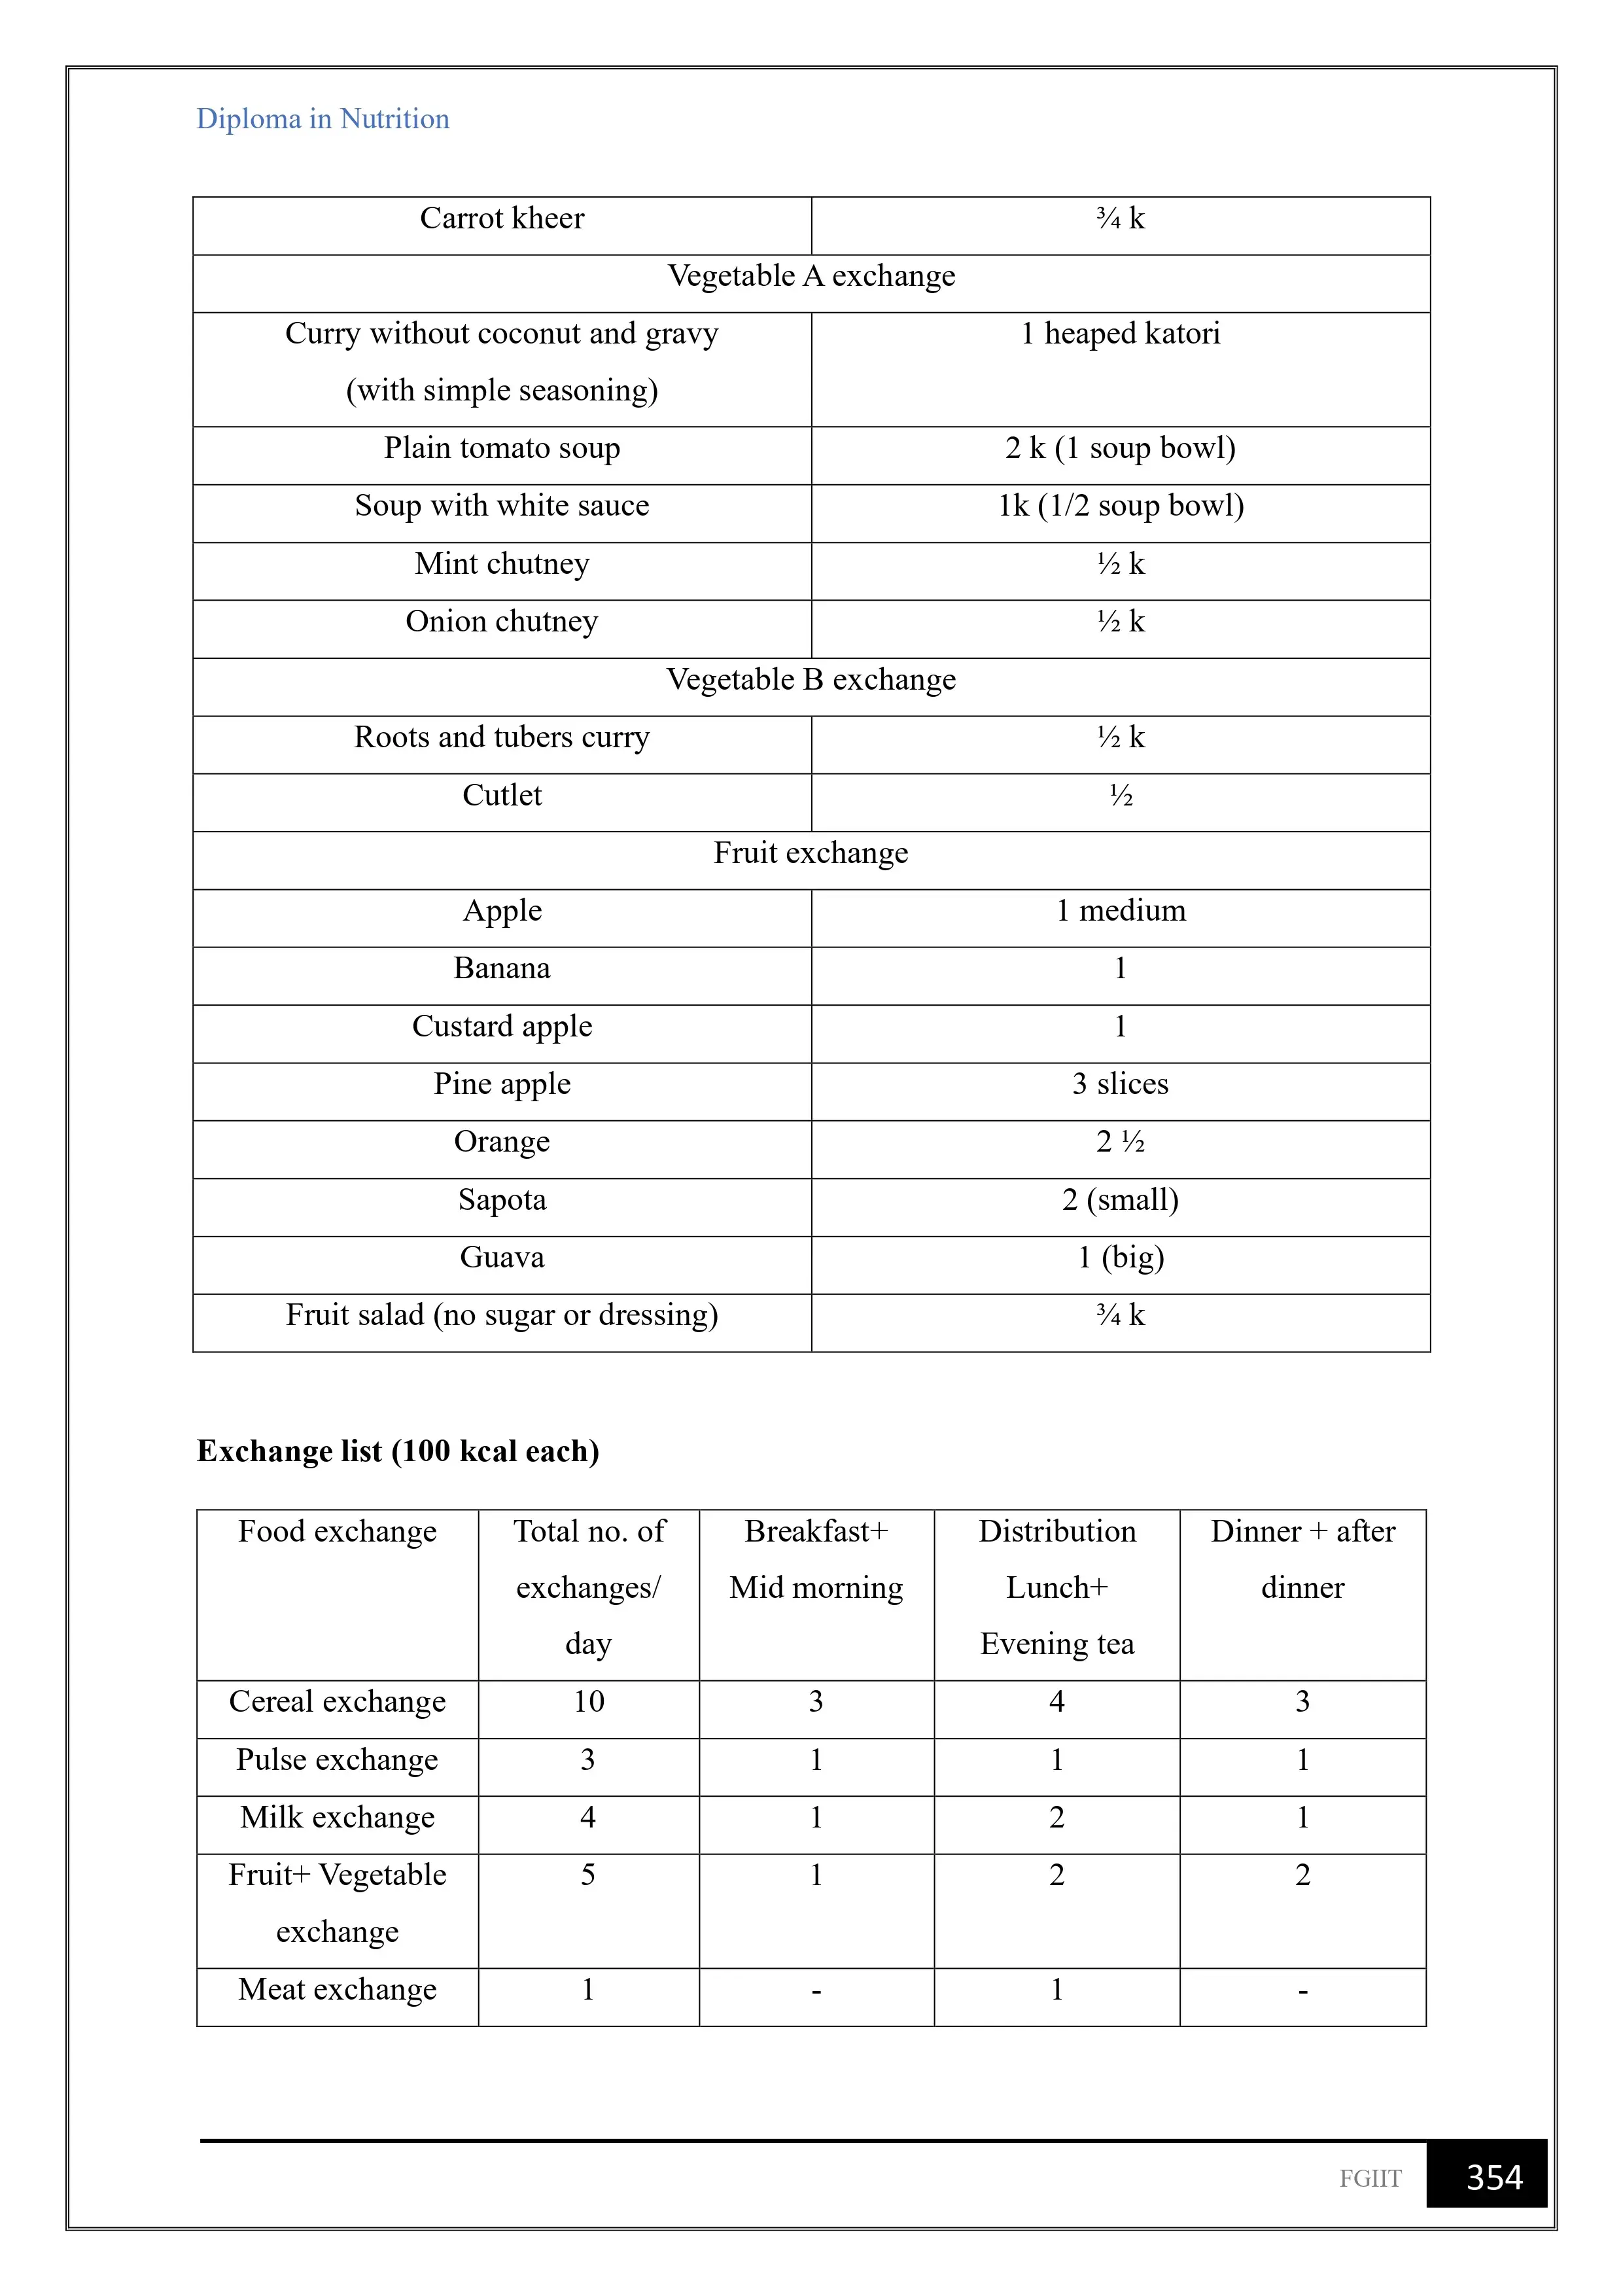 Diploma in Nutrition
Carrot kheer ¾ k
Vegetable A exchange
Curry without coconut and gravy 1 heaped katori
(with simple seasoning)
Plain tomato soup 2 k (1 soup bowl)
Soup with white sauce 1k (1/2 soup bowl)
Mint chutney ½ k
Onion chutney ½ k
Vegetable B exchange
Roots and tubers curry ½ k
Cutlet ½
Fruit exchange
Apple 1 medium
Banana 1
Custard apple 1
Pine apple 3 slices
Orange 2 ½
Sapota 2 (small)
Guava 1 (big)
Fruit salad (no sugar or dressing) ¾ k
Exchange list (100 kcal each)
Food exchange Total no. of Breakfast+ Distribution Dinner + after
exchanges/ Mid morning Lunch+ dinner
day Evening tea
Cereal exchange 10 3 4 3
Pulse exchange 3 1 1 1
Milk exchange 4 1 2 1
Fruit+ Vegetable 5 1 2 2
exchange
Meat exchange 1 - 1 -
FGIIT 354